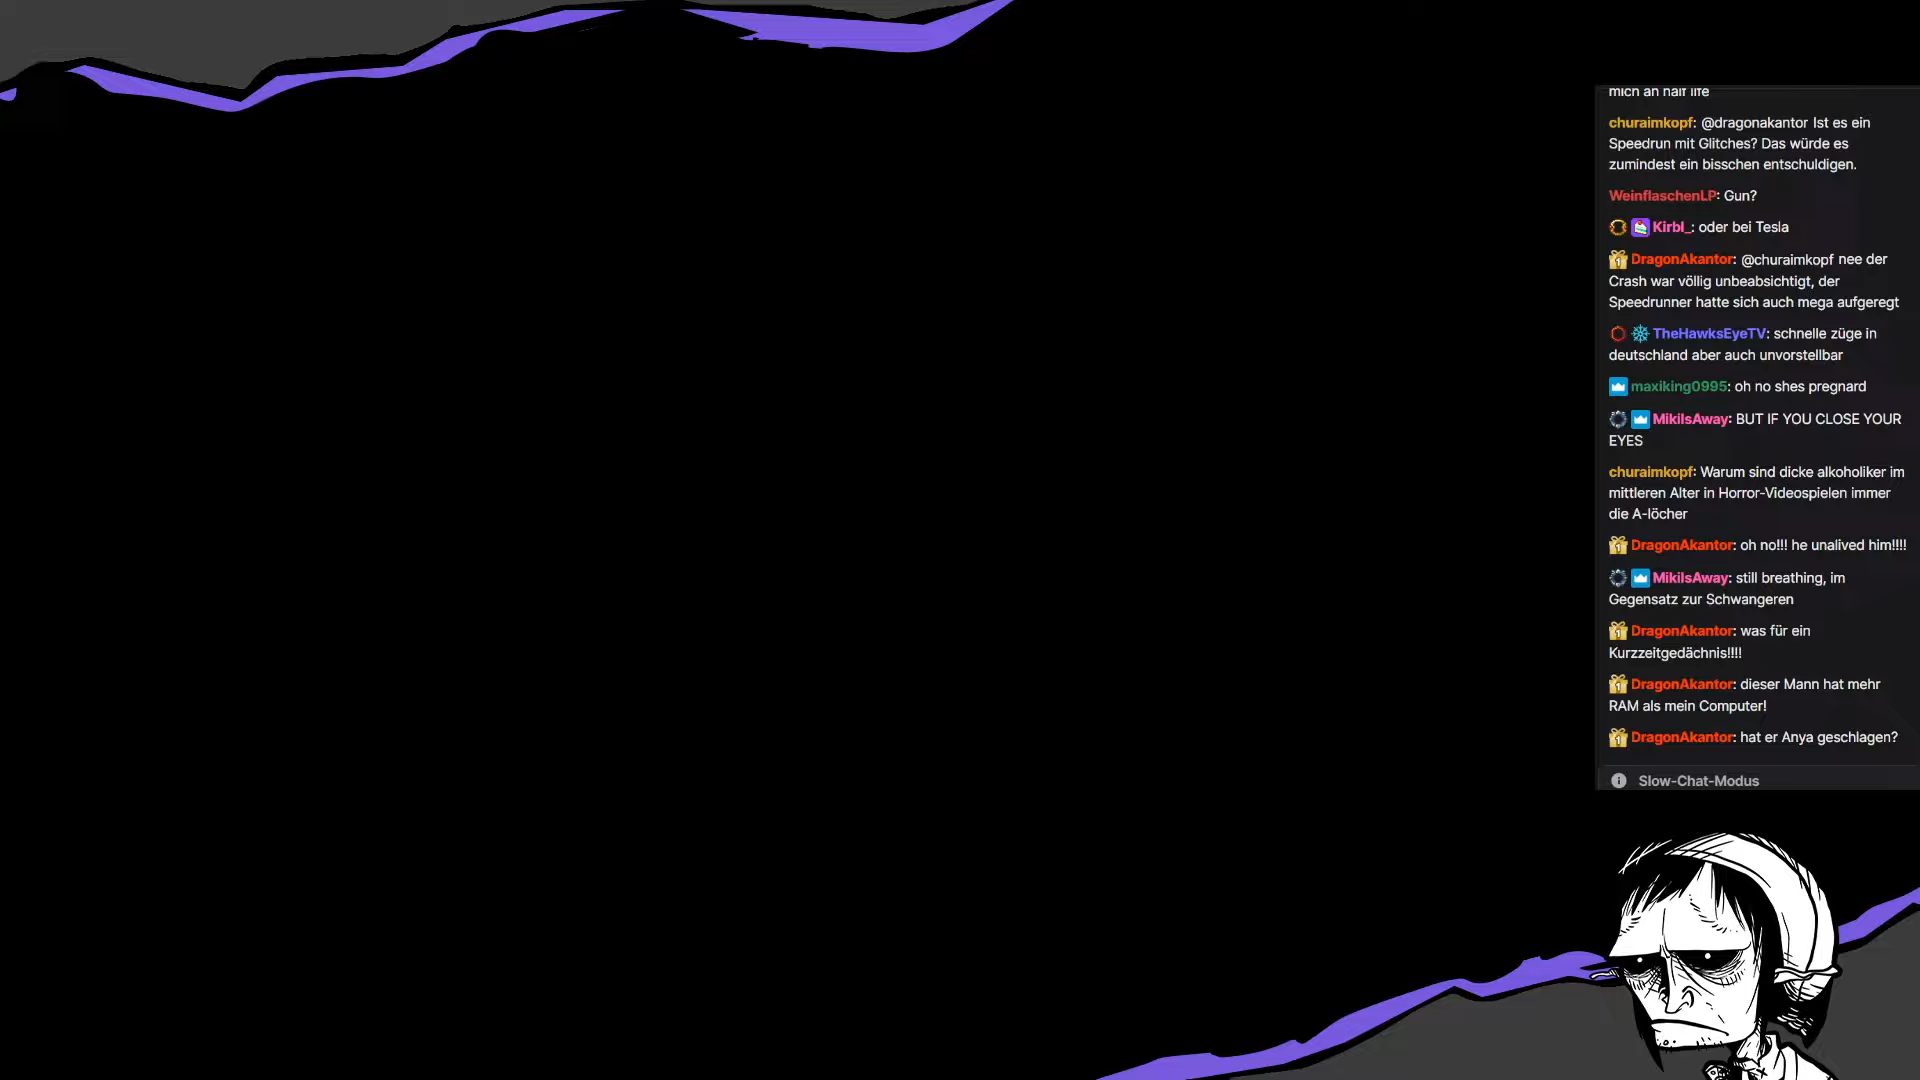 mich an half life
churaimkopf: @dragonakantor Ist es ein
Speedrun mit Glitches? Das würde es
zumindest ein bisschen entschuldigen.
WeinflaschenLP: Gun?
Kirbl_: oder bei Tesla
DragonAkantor: @churaimkopf nee der
Crash war völlig unbeabsichtigt, der
Speedrunner hatte sich auch mega aufgeregt
TheHawksEyeTV: schnelle züge in
deutschland aber auch unvorstellbar
maxiking0995: oh no shes pregnard
MikiIsAway: BUT IF YOU CLOSE YOUR
EYES
churaimkopf: Warum sind dicke alkoholiker im
mittleren Alter in Horror-Videospielen immer
die A-löcher
DragonAkantor: oh no!!! he unalived him!!!!
MikiIsAway: still breathing, im
Gegensatz zur Schwangeren
DragonAkantor: was für ein
Kurzzeitgedächnis!!!!
DragonAkantor: dieser Mann hat mehr
RAM als mein Computer!
DragonAkantor: hat er Anya geschlagen?
Slow-Chat-Modus